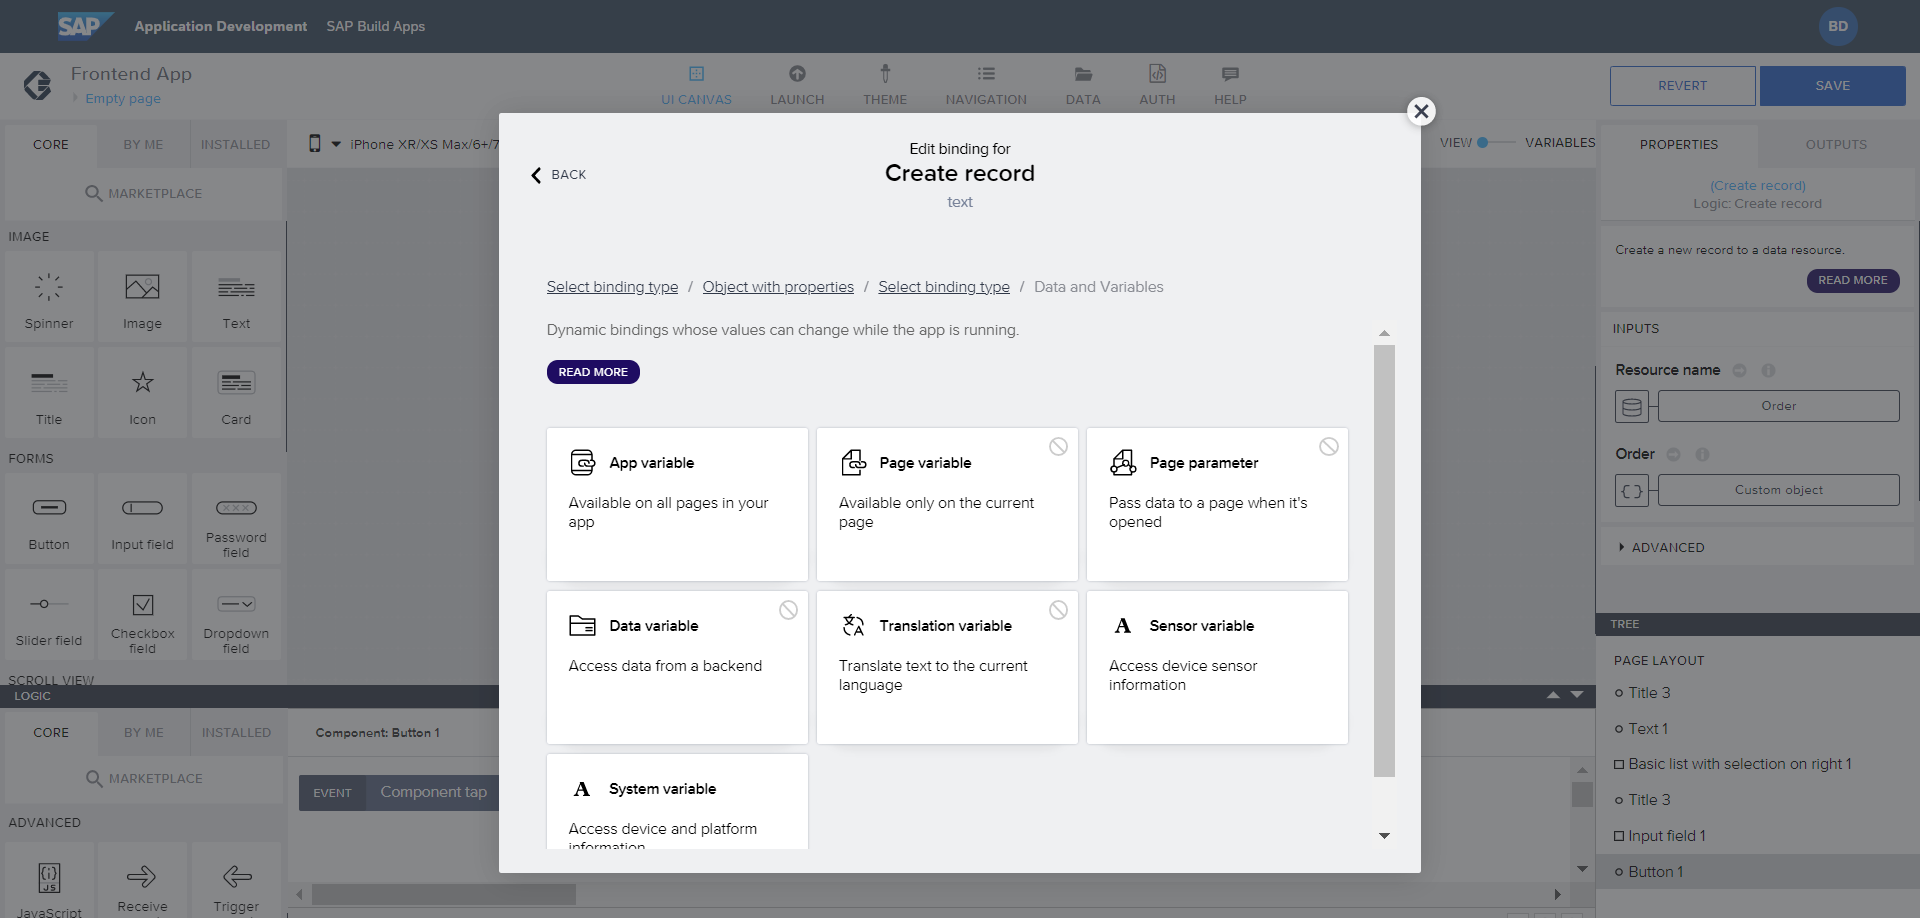 SAP Application Development SAP Build Apps BD
Frontend App
Empty page
UI CANVAS LAUNCH THEME NAVIGATION DATA AUTH HELP
REVERT SAVE
CORE BY ME INSTALLED
MARKETPLACE
IMAGE
Spinner Image Text
Title Icon Card
FORMS
Button Input field Password field
Slider field Checkbox field Dropdown field
SCROLL VIEW
iPhone XR/XS Max/6+/7
VIEW VARIABLES
BACK
Edit binding for
Create record
text
Select binding type / Object with properties / Select binding type / Data and Variables
Dynamic bindings whose values can change while the app is running.
READ MORE
App variable
Available on all pages in your
app
Page variable
Available only on the current
page
Page parameter
Pass data to a page when it's
opened
Data variable
Access data from a backend
Translation variable
Translate text to the current
language
A Sensor variable
Access device sensor
information
A System variable
Access device and platform
information
PROPERTIES OUTPUTS
(Create record)
Logic: Create record
Create a new record to a data resource.
READ MORE
INPUTS
Resource name
Order
Order
Custom object
ADVANCED
TREE
PAGE LAYOUT
Title 3
Text 1
Basic list with selection on right 1
Title 3
Input field 1
Button 1
LOGIC
CORE BY ME INSTALLED
MARKETPLACE
ADVANCED
JS
JavaScript Receive Trigger
Component: Button 1
EVENT Component tap